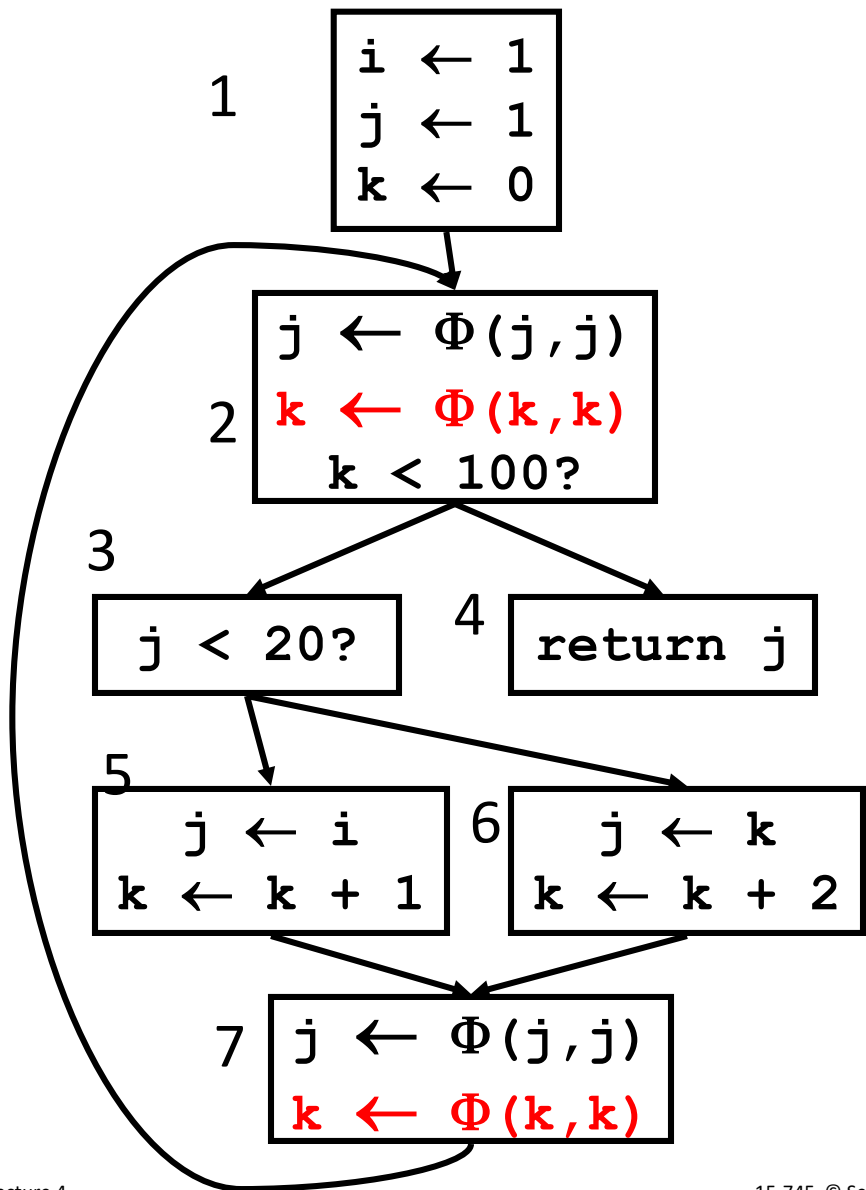 1
i ← 1
j ← 1
k ← 0
2
j ← Φ(j,j)
k ← Φ(k,k)
k < 100?
3
j < 20?
4
return j
5
j ← i
k ← k + 1
6
j ← k
k ← k + 2
7
j ← Φ(j,j)
k ← Φ(k,k)